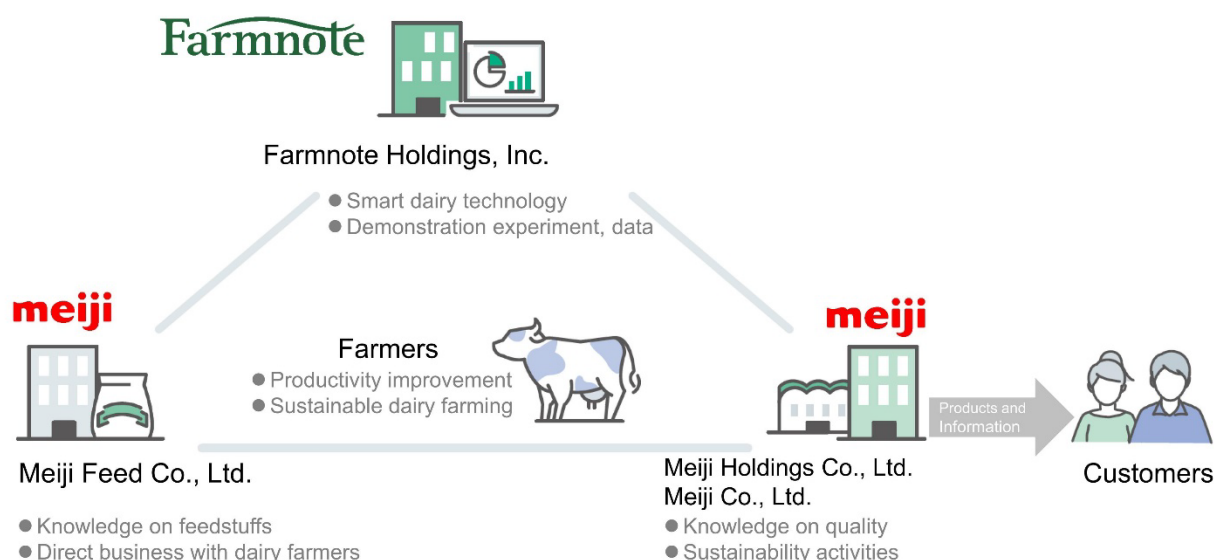 Farmnote
Farmnote Holdings, Inc.
● Smart dairy technology
● Demonstration experiment, data
meiji
meiji
Farmers
● Productivity improvement
● Sustainable dairy farming
Products and
Information
Meiji Feed Co., Ltd.
● Knowledge on feedstuffs
● Direct business with dairy farmers
Meiji Holdings Co., Ltd.
Meiji Co., Ltd.
● Knowledge on quality
● Sustainability activities
Customers